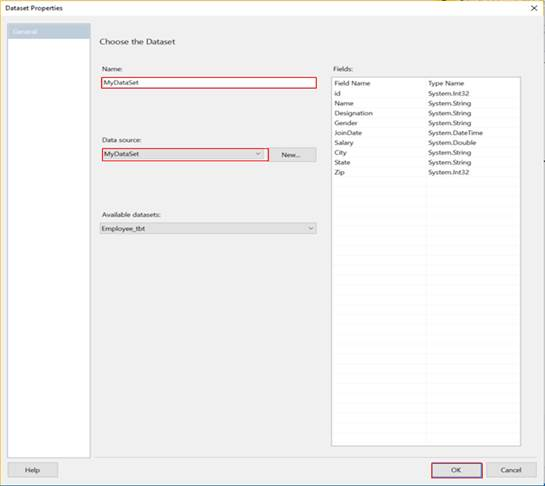 Dataset Properties
General
Choose the Dataset
Name:
MyDataSet
Data source:
MyDataSet
New...
Available datasets:
Employee_tbt
Fields:
Field Name Type Name
id System.Int32
Name System.String
Designation System.String
Gender System.String
JoinDate System.DateTime
Salary System.Double
City System.String
State System.String
Zip System.Int32
Help
OK
Cancel